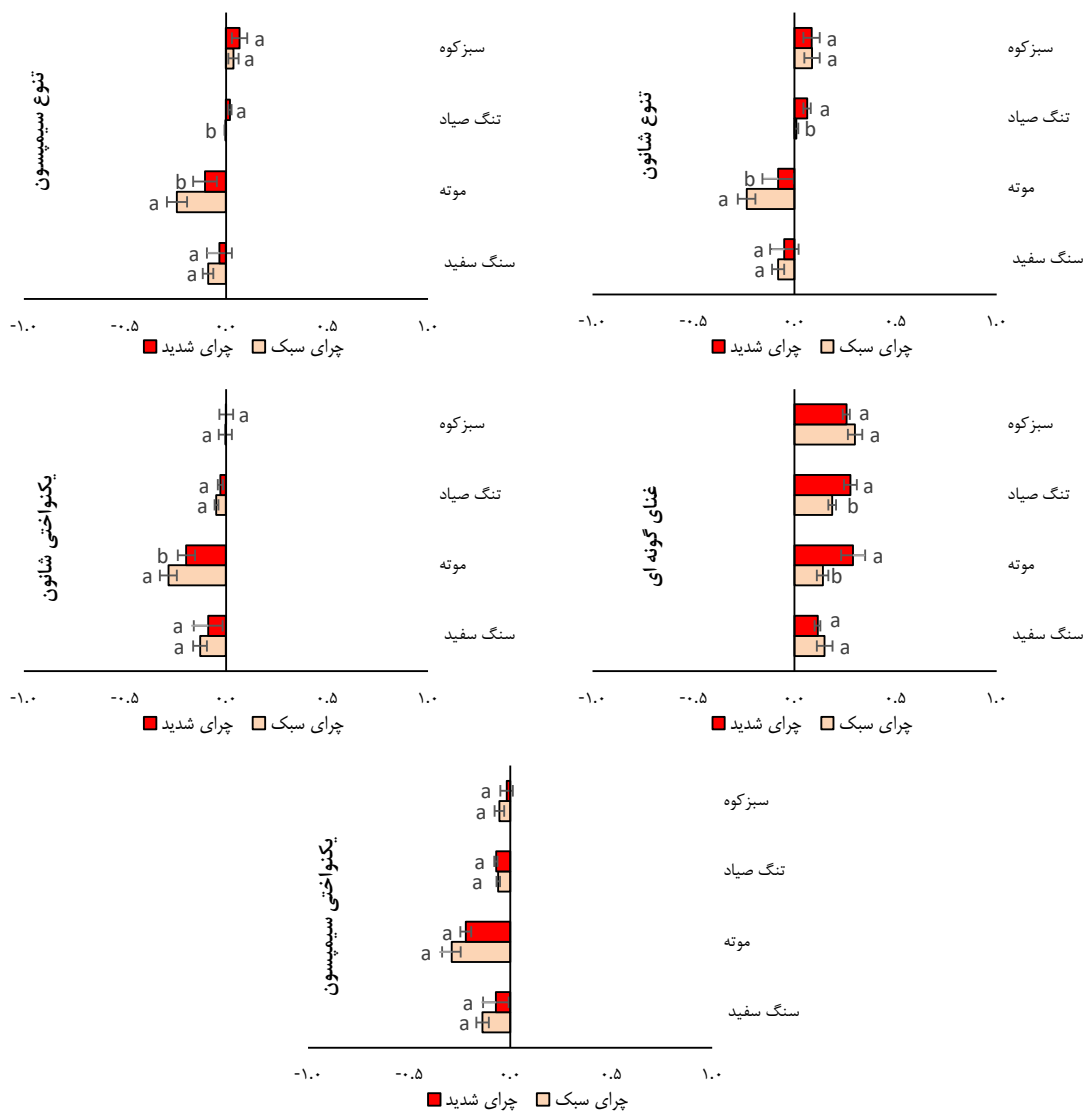 تنوع سیمپسون
سبزکوه
a
a
تنگ صیاد
a
b
موته
b
a
سنگ سفید
a
a
-۱.۰ -۰.۵ ۰.۰ ۰.۵ ۱.۰
چرای شدید چرای سبک
تنوع شانون
سبزکوه
a
a
تنگ صیاد
a
b
موته
b
a
سنگ سفید
a
a
-۱.۰ -۰.۵ ۰.۰ ۰.۵ ۱.۰
چرای شدید چرای سبک
یکنواختی شانون
سبزکوه
a
a
تنگ صیاد
a
a
موته
b
a
سنگ سفید
a
a
-۱.۰ -۰.۵ ۰.۰ ۰.۵ ۱.۰
چرای شدید چرای سبک
غنای گونه ای
سبزکوه
a
a
تنگ صیاد
a
b
موته
a
b
سنگ سفید
a
a
-۱.۰ -۰.۵ ۰.۰ ۰.۵ ۱.۰
چرای شدید چرای سبک
یکنواختی سیمپسون
سبزکوه
a
a
تنگ صیاد
a
a
موته
a
a
سنگ سفید
a
a
-۱.۰ -۰.۵ ۰.۰ ۰.۵ ۱.۰
چرای شدید چرای سبک